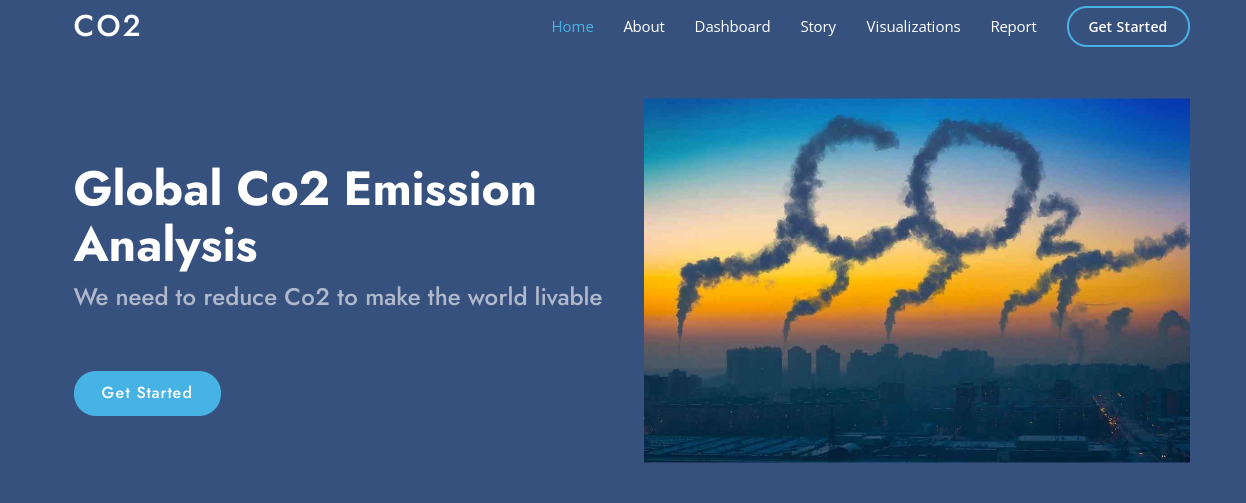 CO2
Home About Dashboard Story Visualizations Report Get Started
Global Co2 Emission
Analysis
We need to reduce Co2 to make the world livable
Get Started
CO2